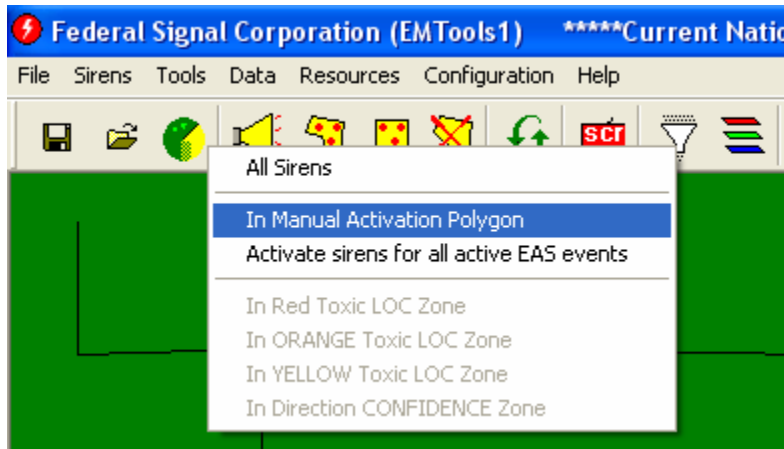 Federal Signal Corporation (EMTools1) *****Current Natio
File Sirens Tools Data Resources Configuration Help
scr
All Sirens
In Manual Activation Polygon
Activate sirens for all active EAS events
In Red Toxic LOC Zone
In ORANGE Toxic LOC Zone
In YELLOW Toxic LOC Zone
In Direction CONFIDENCE Zone